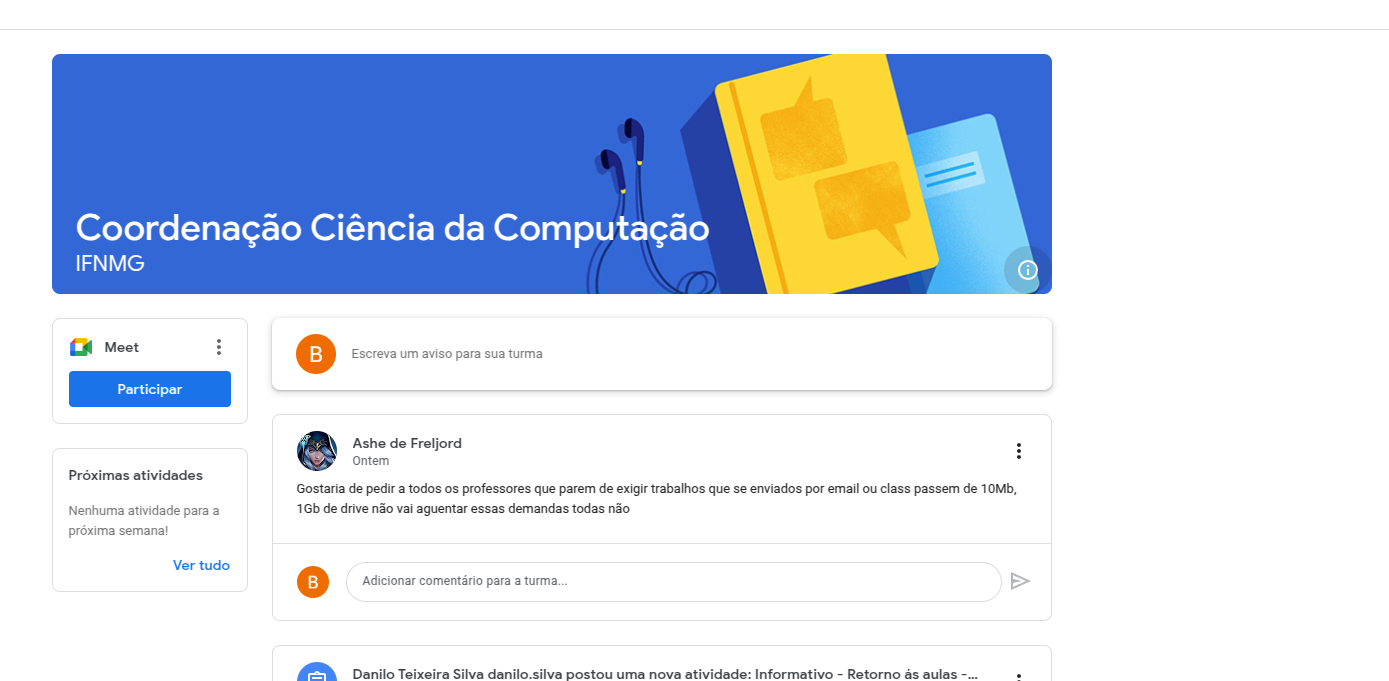 Coordenação Ciência da Computação
IFNMG
Meet
Participar
Próximas atividades
Nenhuma atividade para a
próxima semana!
Ver tudo
B
Escreva um aviso para sua turma
Ashe de Freljord
Ontem
Gostaria de pedir a todos os professores que parem de exigir trabalhos que se enviados por email ou class passem de 10Mb,
1Gb de drive não vai aguentar essas demandas todas não
B
Adicionar comentário para a turma...
Danilo Teixeira Silva danilo.silva postou uma nova atividade: Informativo - Retorno ás aulas -...